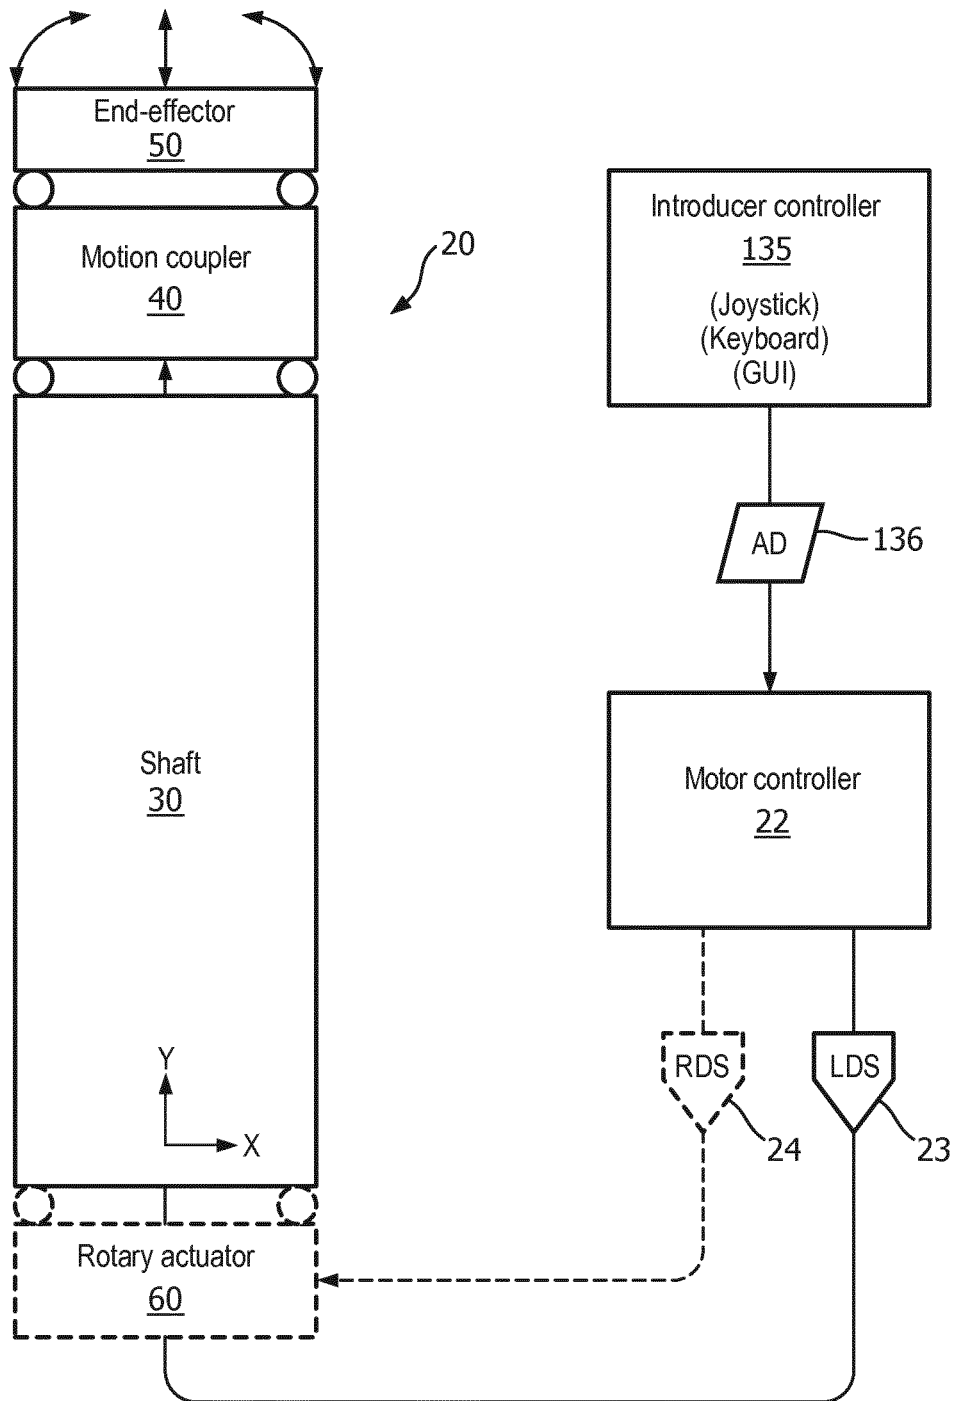 End-effector
50
Motion coupler
40
20
Introducer controller
135
(Joystick)
(Keyboard)
(GUI)
AD
136
Shaft
30
Motor controller
22
Y
X
RDS
LDS
24
23
Rotary actuator
60